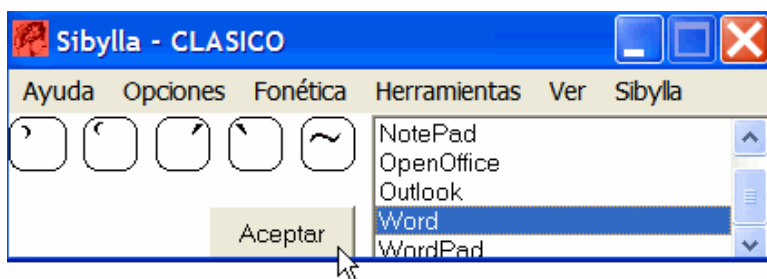 Sibylla - CLASICO
Ayuda Opciones Fonética Herramientas Ver Sibylla
NotePad
OpenOffice
Outlook
Word
WordPad
Aceptar